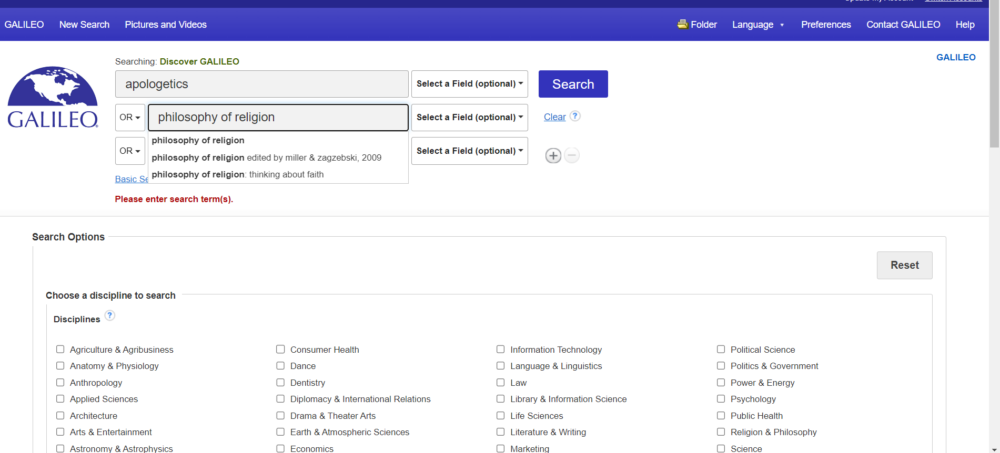 Update My Account Switch Accounts
GALILEO New Search Pictures and Videos Folder Language Preferences Contact GALILEO Help
GALILEO
Searching: Discover GALILEO
apologetics Select a Field (optional) Search
GALILEO
OR philosophy of religion Select a Field (optional) Clear ?
philosophy of religion
OR Select a Field (optional)
philosophy of religion edited by miller & zagzebski, 2009
philosophy of religion: thinking about faith
Basic Se
Please enter search term(s).
Search Options
Reset
Choose a discipline to search
Disciplines ?
Agriculture & Agribusiness Consumer Health Information Technology Political Science
Anatomy & Physiology Dance Language & Linguistics Politics & Government
Anthropology Dentistry Law Power & Energy
Applied Sciences Diplomacy & International Relations Library & Information Science Psychology
Architecture Drama & Theater Arts Life Sciences Public Health
Arts & Entertainment Earth & Atmospheric Sciences Literature & Writing Religion & Philosophy
Astronomy & Astrophysics Economics Marketing Science